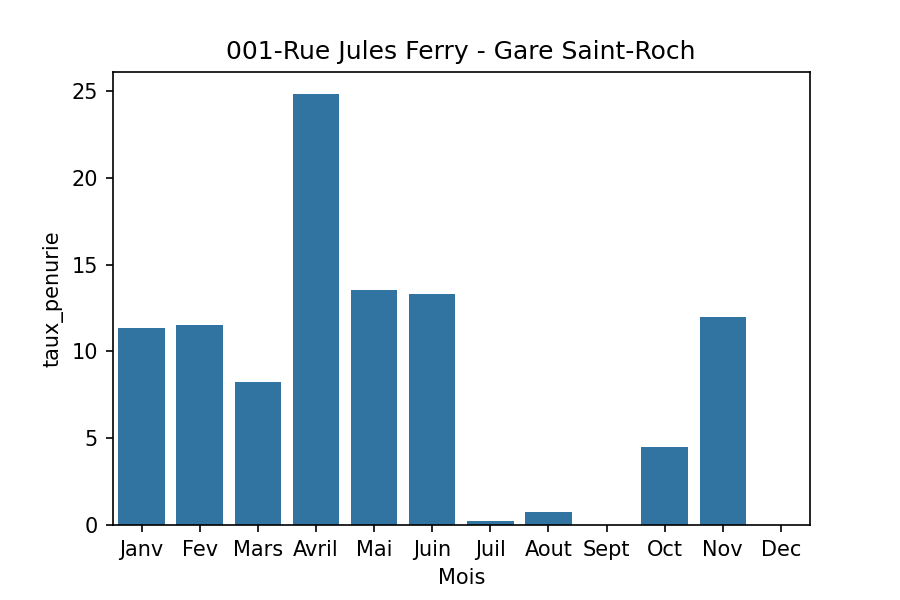 001-Rue Jules Ferry - Gare Saint-Roch
25
20
15
10
5
0
taux_penurie
Janv Fev Mars Avril Mai Juin Juil Aout Sept Oct Nov Dec
Mois